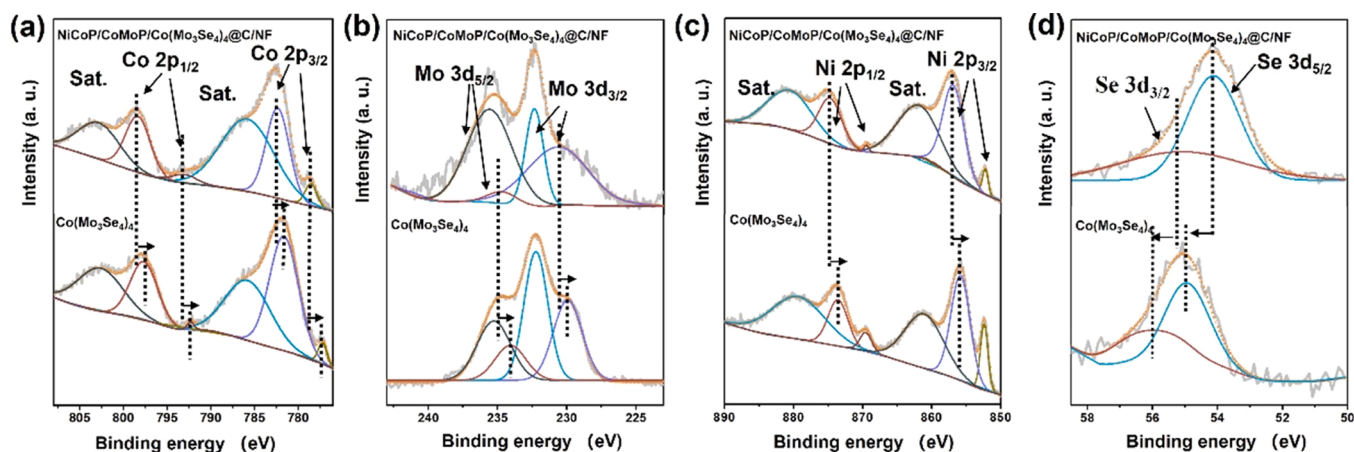 (a)
NiCoP/CoMoP/Co(Mo₃Se₄)₄@C/NF
Sat.
Co 2p₁/₂
Sat.
Co 2p₃/₂
Co(Mo₃Se₄)₄
Intensity (a. u.)
805 800 795 790 785 780
Binding energy （eV）
(b)
NiCoP/CoMoP/Co(Mo₃Se₄)₄@C/NF
Mo 3d₅/₂
Mo 3d₃/₂
Co(Mo₃Se₄)₄
Intensity (a. u.)
240 230
Binding energy （eV）
(c)
NiCoP/CoMoP/Co(Mo₃Se₄)₄@C/NF
Sat.
Ni 2p₁/₂
Sat.
Ni 2p₃/₂
Co(Mo₃Se₄)₄
Intensity (a. u.)
890 880 870 860 850
Binding energy （eV）
(d)
NiCoP/CoMoP/Co(Mo₃Se₄)₄@C/NF
Se 3d₃/₂
Se 3d₅/₂
Co(Mo₃Se₄)₄
Intensity (a. u.)
58 56 54 52 50
Binding energy （eV）